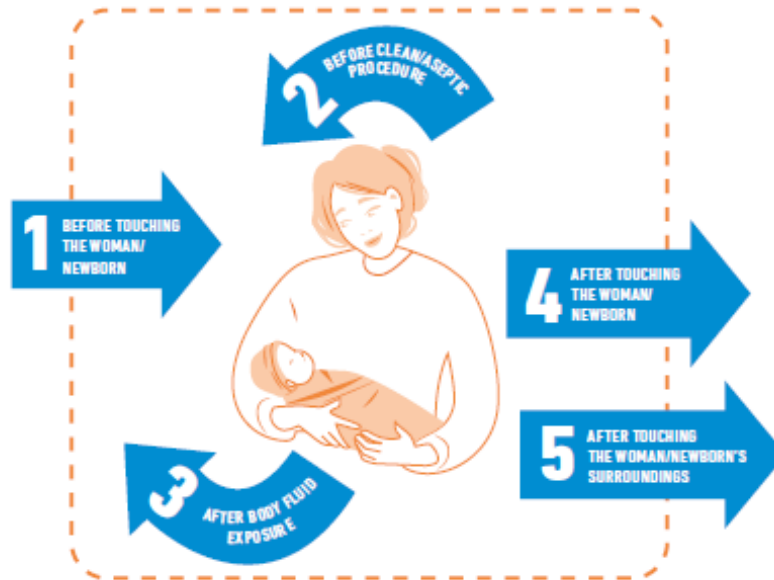 1
BEFORE TOUCHING
THE WOMAN/
NEWBORN
2
BEFORE CLEAN/ASEPTIC
PROCEDURE
3
AFTER BODY FLUID
EXPOSURE
4
AFTER TOUCHING
THE WOMAN/
NEWBORN
5
AFTER TOUCHING
THE WOMAN/NEWBORN'S
SURROUNDINGS